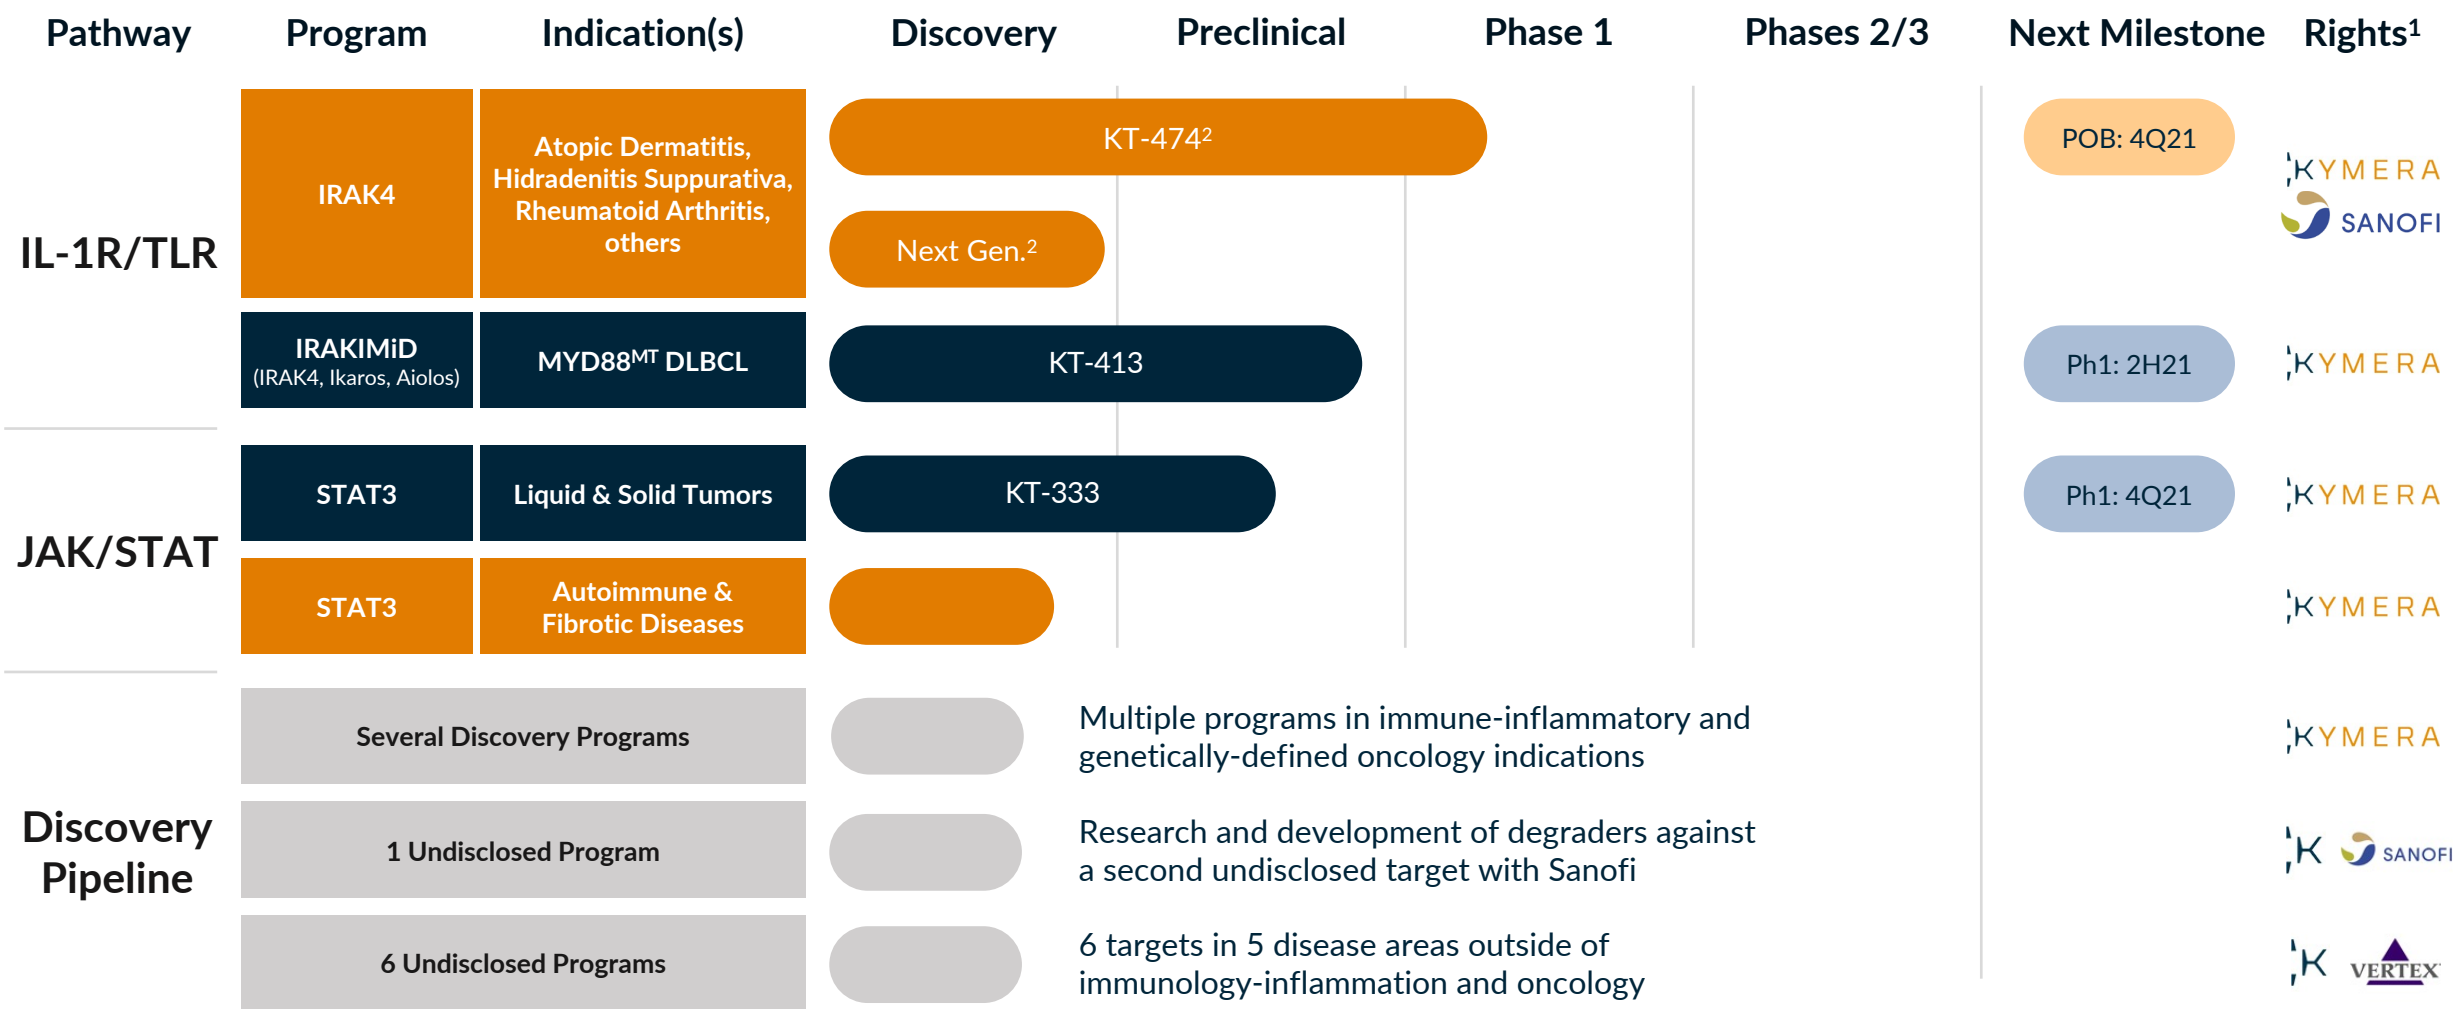 Pathway Program Indication(s) Discovery Preclinical Phase 1 Phases 2/3 Next Milestone Rights¹
IL-1R/TLR
IRAK4
Atopic Dermatitis,
Hidradenitis Suppurativa,
Rheumatoid Arthritis,
others
KT-474²
POB: 4Q21
KYMERA
SANOFI
Next Gen.²
IRAKIMiD
(IRAK4, Ikaros, Aiolos)
MYD88ᴹᵀ DLBCL
KT-413
Ph1: 2H21
KYMERA
JAK/STAT
STAT3
Liquid & Solid Tumors
KT-333
Ph1: 4Q21
KYMERA
STAT3
Autoimmune &
Fibrotic Diseases
KYMERA
Discovery
Pipeline
Several Discovery Programs
Multiple programs in immune-inflammatory and
genetically-defined oncology indications
KYMERA
1 Undisclosed Program
Research and development of degraders against
a second undisclosed target with Sanofi
K SANOFI
6 Undisclosed Programs
6 targets in 5 disease areas outside of
immunology-inflammation and oncology
K VERTEX